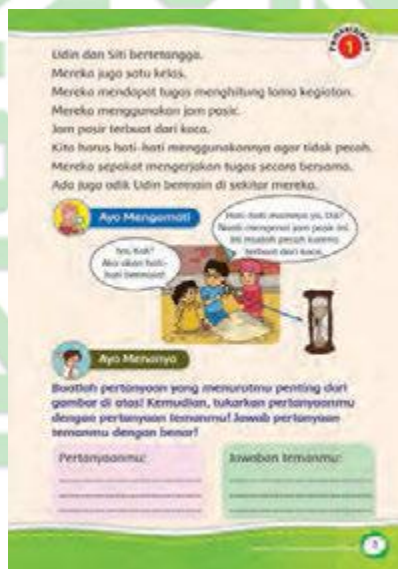 Pembelajaran
1
Udin dan Siti bertetangga.
Mereka juga satu kelas.
Mereka mendapat tugas menghitung lama kegiatan.
Mereka menggunakan jam pasir.
Jam pasir terbuat dari kaca.
Kita harus hati-hati menggunakannya agar tidak pecah.
Mereka sepakat mengerjakan tugas secara bersama.
Ada juga adik Udin bermain di sekitar mereka.
Ayo Mengamati
Hati-hati mainnya ya,
Nanti mengenai jam pasir ini.
Ini mudah pecah karena
terbuat dari kaca.
Iya, Kak!
Aku akan hati-
hati bermain!
Ayo Menanya
Buatlah pertanyaan yang menurutmu penting dari
gambar di atas! Kemudian, tukarkan pertanyaanmu
dengan pertanyaan temanmu! Jawab pertanyaan
temanmu dengan benar!
Pertanyaanmu:
Jawaban temanmu: